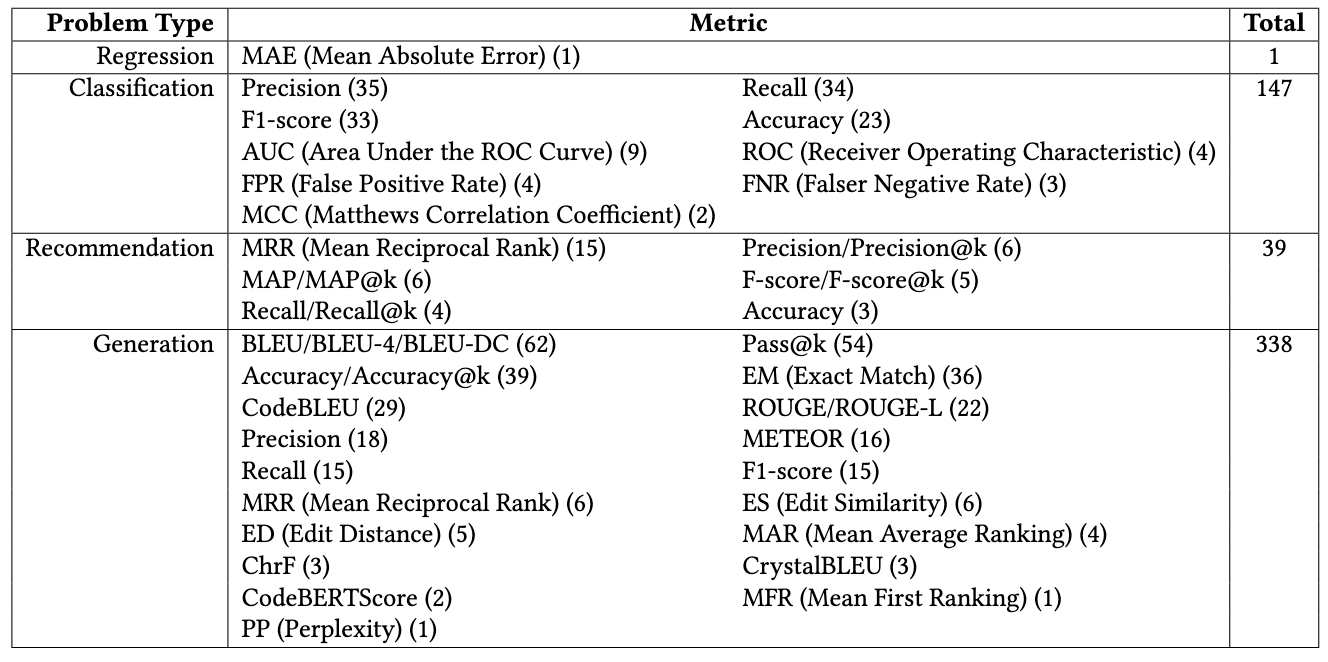 Problem Type Metric Total
Regression MAE (Mean Absolute Error) (1) 1
Classification Precision (35) Recall (34) 147
F1-score (33) Accuracy (23)
AUC (Area Under the ROC Curve) (9) ROC (Receiver Operating Characteristic) (4)
FPR (False Positive Rate) (4) FNR (Falser Negative Rate) (3)
MCC (Matthews Correlation Coefficient) (2)
Recommendation MRR (Mean Reciprocal Rank) (15) Precision/Precision@k (6) 39
MAP/MAP@k (6) F-score/F-score@k (5)
Recall/Recall@k (4) Accuracy (3)
Generation BLEU/BLEU-4/BLEU-DC (62) Pass@k (54) 338
Accuracy/Accuracy@k (39) EM (Exact Match) (36)
CodeBLEU (29) ROUGE/ROUGE-L (22)
Precision (18) METEOR (16)
Recall (15) F1-score (15)
MRR (Mean Reciprocal Rank) (6) ES (Edit Similarity) (6)
ED (Edit Distance) (5) MAR (Mean Average Ranking) (4)
ChrF (3) CrystalBLEU (3)
CodeBERTScore (2) MFR (Mean First Ranking) (1)
PP (Perplexity) (1)